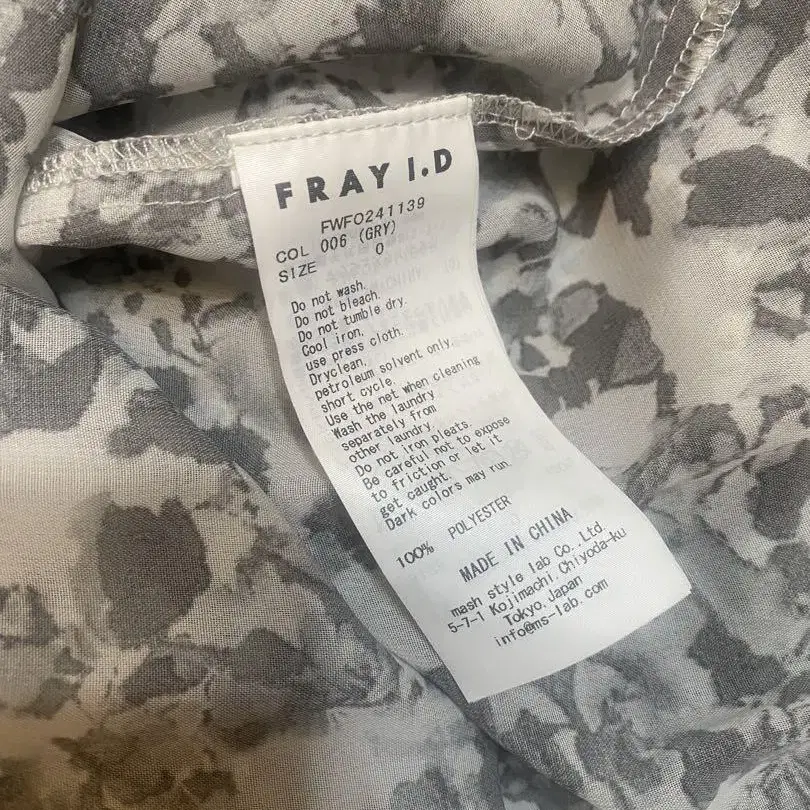 FRAY I.D
FWFO241139
COL 006 (GRY)
SIZE 0
Do not wash.
Do not bleach.
Do not tumble dry.
Cool iron.
use press cloth.
Dryclean,
petroleum solvent only,
short cycle.
Use the net when cleaning
Wash the laundry
separately from
other laundry.
Do not iron pleats.
Be careful not to expose
to friction or let it
get caught.
Dark colors may run.
100% POLYESTER
MADE IN CHINA
mash style lab Co., Ltd.
5-7-1 Kojimachi, Chiyoda-ku
Tokyo, Japan
info@ms-lab.com